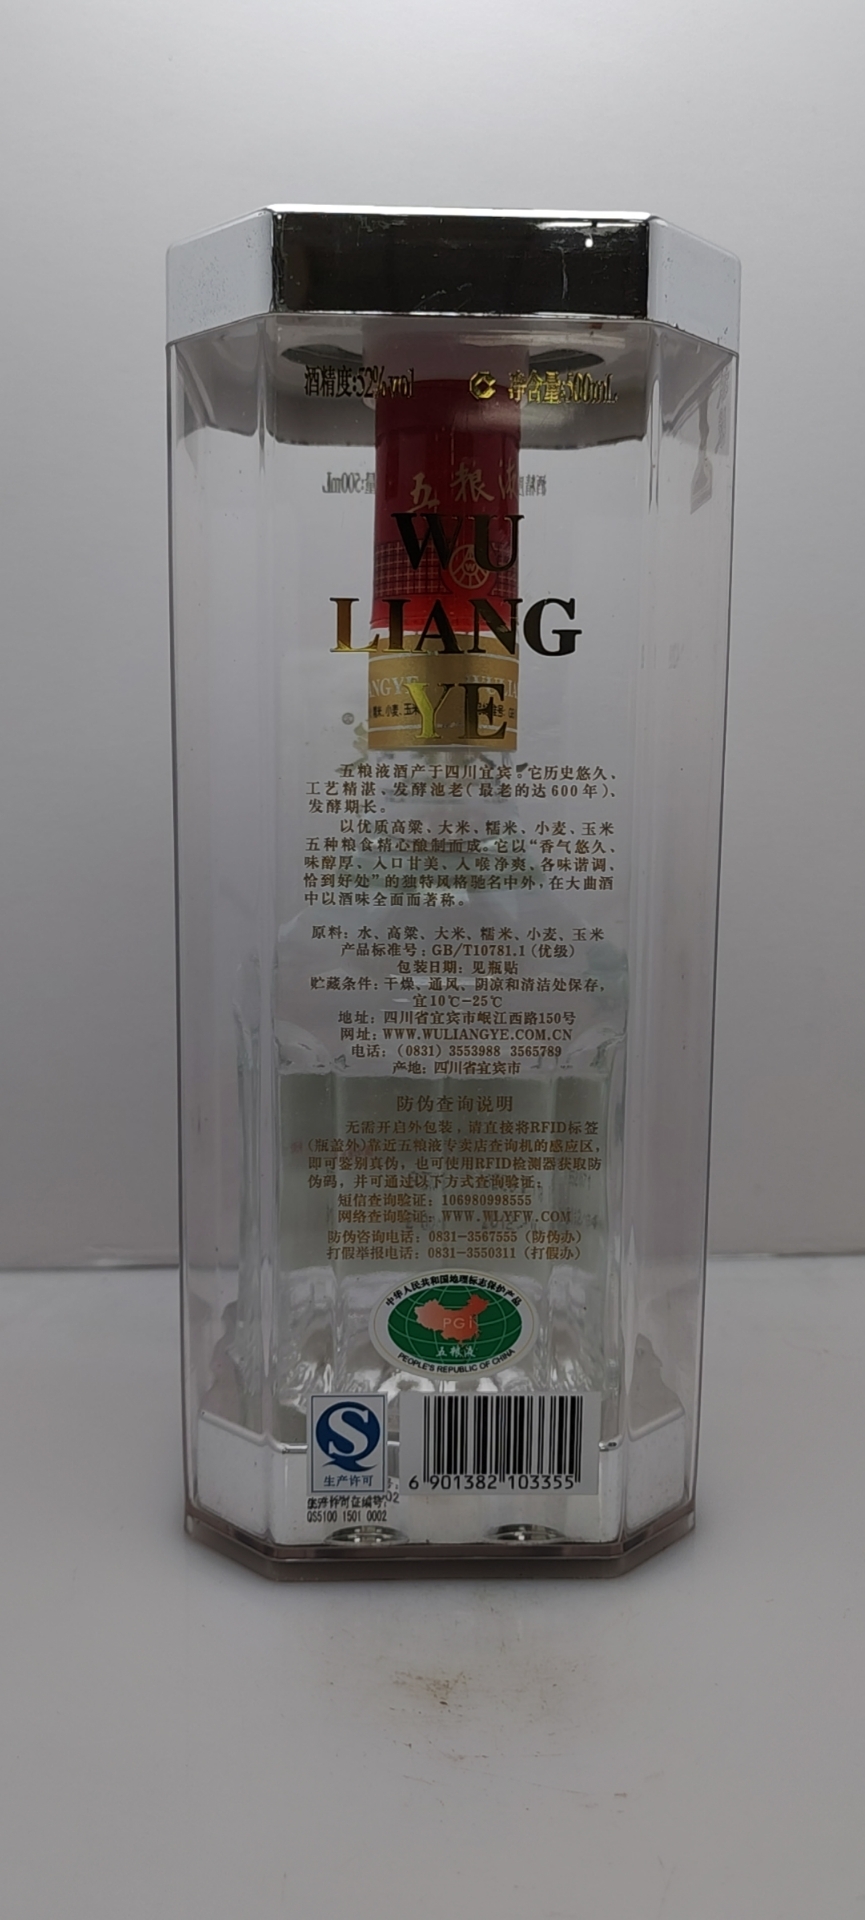 酒精度:52%vol 净含量:500mL
五粮液
WU
LIANG
YE
五粮液酒产于四川宜宾。它历史悠久、
工艺精湛、发酵池老(最老的达600年)、
发酵期长。
以优质高粱、大米、糯米、小麦、玉米
五种粮食精心酿制而成。它以“香气悠久、
味醇厚、入口甘美、入喉净爽、各味谐调、
恰到好处”的独特风格驰名中外,在大曲酒
中以酒味全面而著称。
原料: 水、高粱、大米、糯米、小麦、玉米
产品标准号: GB/T10781.1(优级)
包装日期: 见瓶贴
贮藏条件: 干燥、通风、阴凉和清洁处保存,
宜10℃-25℃
地址: 四川省宜宾市岷江西路150号
网址: WWW.WULIANGYE.COM.CN
电话: (0831) 3553988 3565789
产地: 四川省宜宾市
防伪查询说明
无需开启外包装，请直接将RFID标签
(瓶盖外)靠近五粮液专卖店查询机的感应区，
即可鉴别真伪，也可使用RFID检测器获取防
伪码，并可通过以下方式查询验证:
短信查询验证: 106980998555
网络查询验证: WWW.WLYFW.COM
防伪咨询电话: 0831-3567555 (防伪办)
打假举报电话: 0831-3550311 (打假办)
中华人民共和国地理标志保护产品
PGI
五粮液
PEOPLE'S REPUBLIC OF CHINA
生产许可
生产许可证编号:
QS5100 1501 0002
6 901382 103355